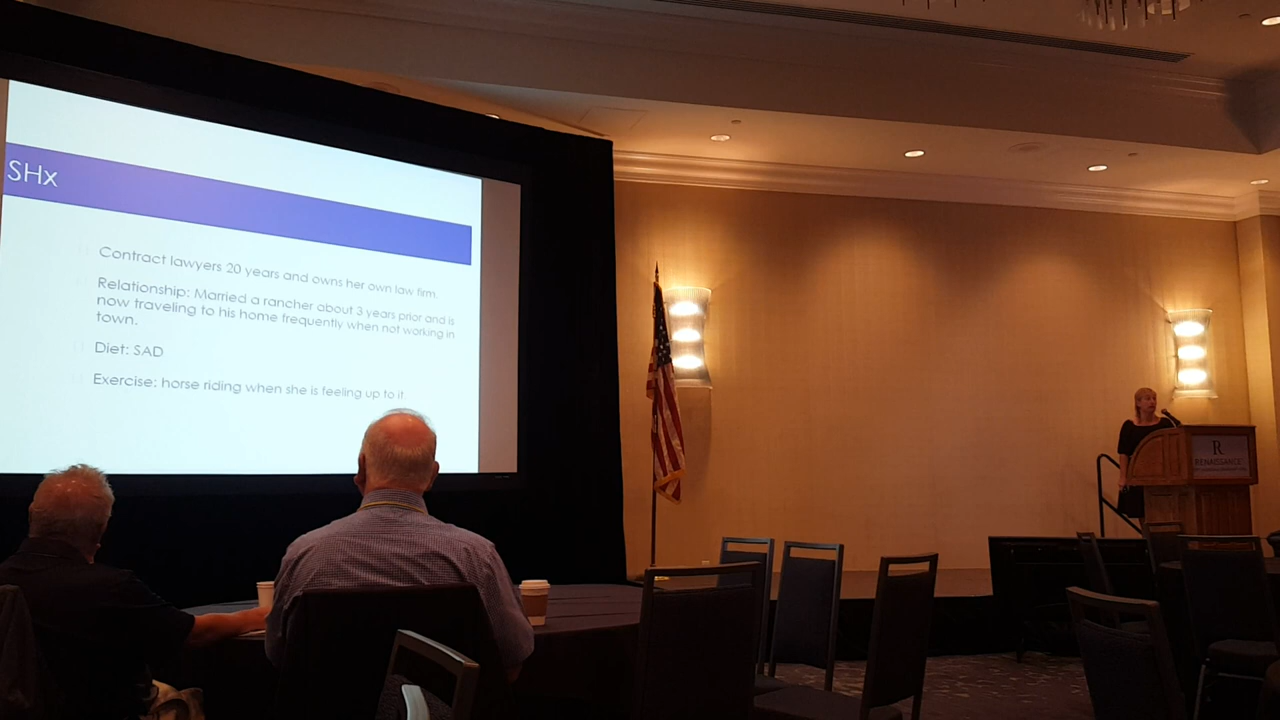 SHx
Contract lawyers 20 years and owns her own law firm.
Relationship: Married a rancher about 3 years prior and is
now traveling to his home frequently when not working in
town.
Diet: SAD
Exercise: horse riding when she is feeling up to it.
R
RENAISSANCE